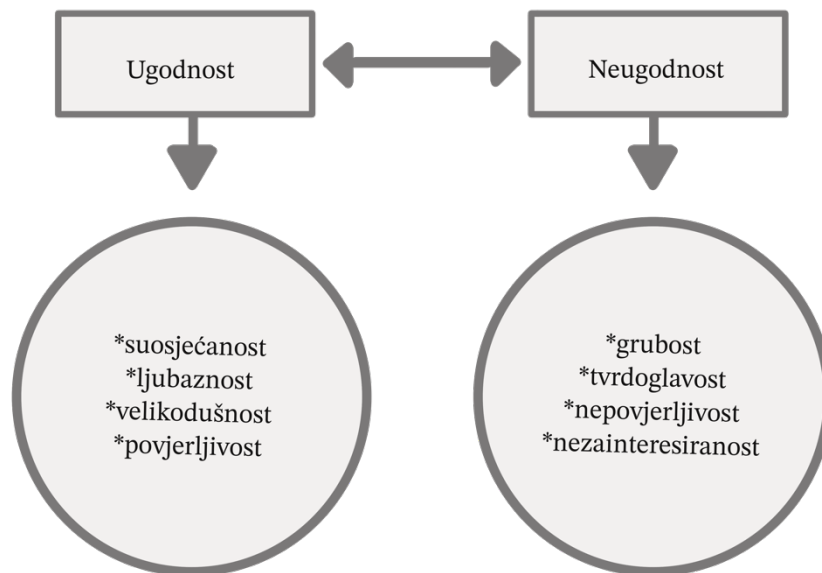 Ugodnost
Neugodnost
*suosjećanost
*ljubaznost
*velikodušnost
*povjerljivost
*grubost
*tvrdoglavost
*nepovjerljivost
*nezainteresiranost